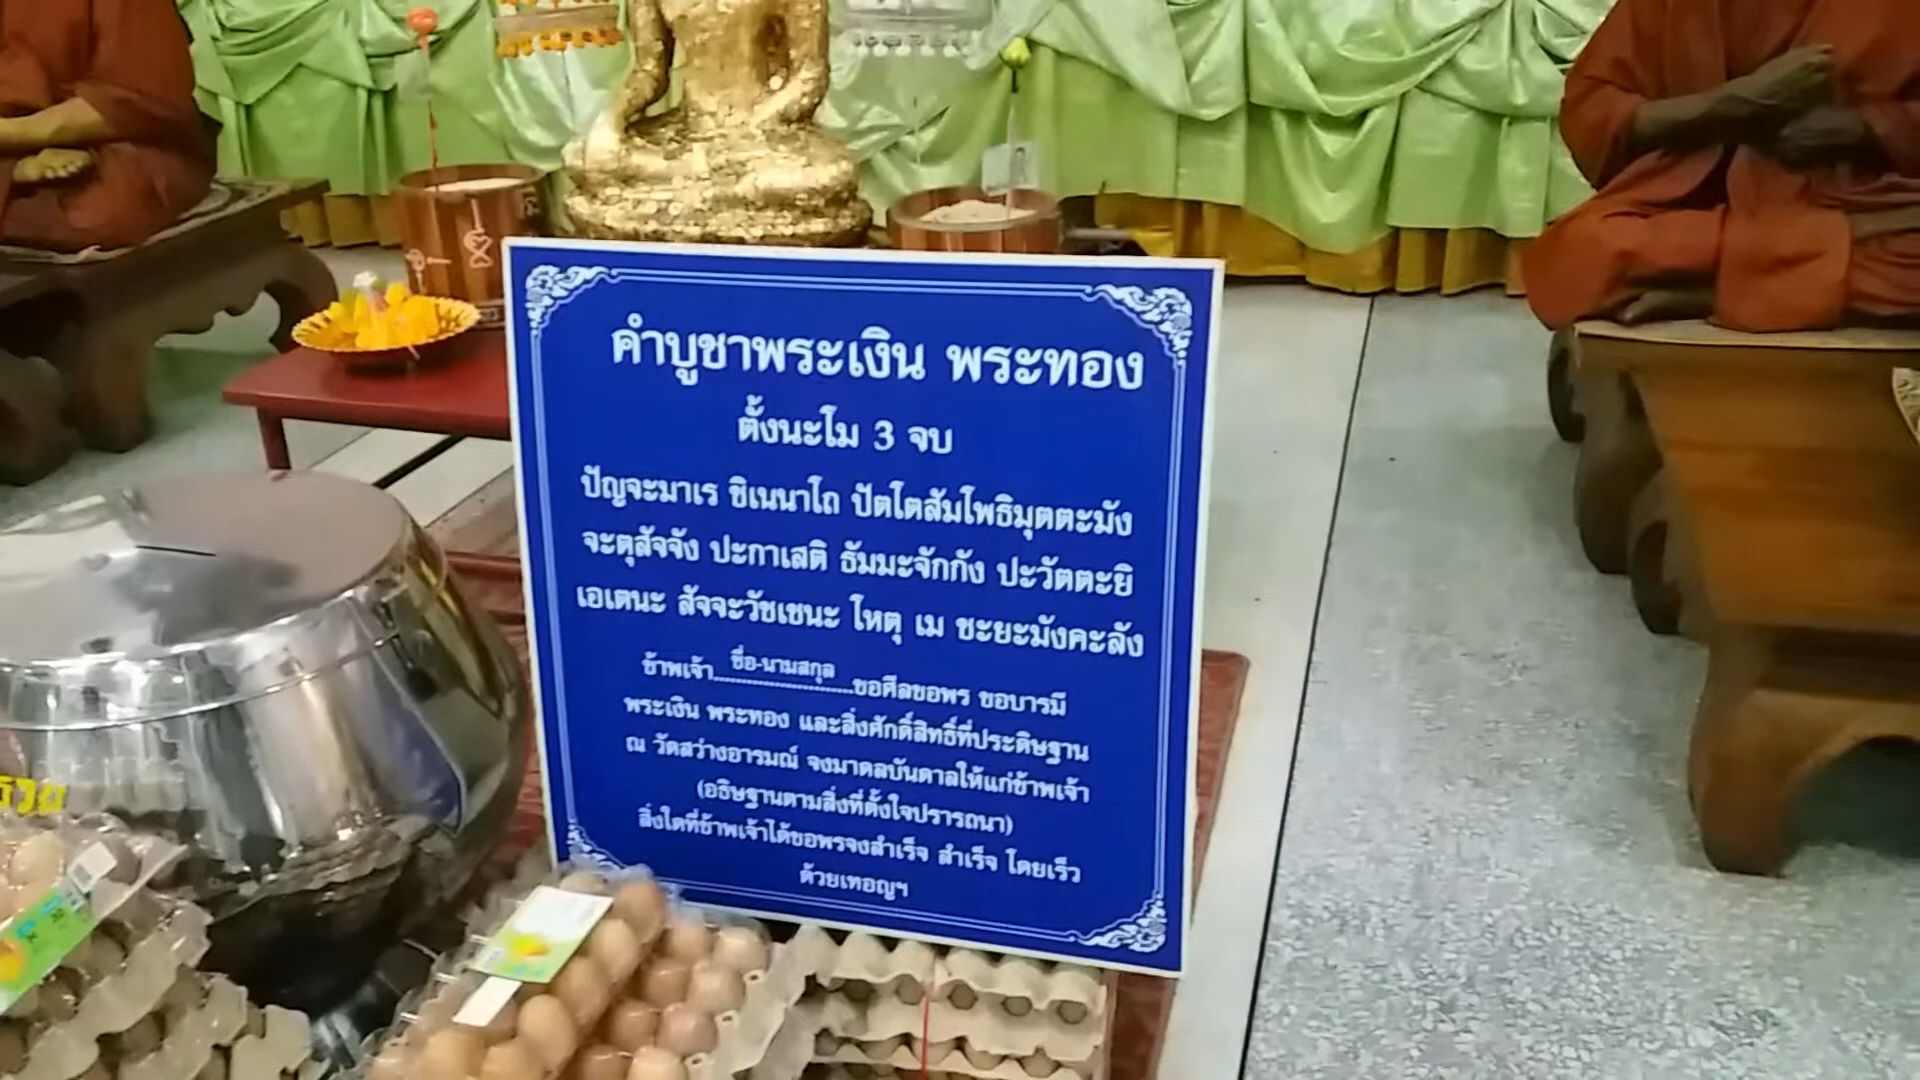 คำบูชาพระเงิน พระทอง
ตั้งนะโม 3 จบ
ปัญจะมาเร ชิเนนาโถ ปัตโตสัมโพธิมุตตะมัง
จะตุสัจจัง ปะกาเสติ ธัมมะจักกัง ปะวัตตะยิ
เอเตนะ สัจจะวัชเชนะ โหตุ เม ชะยะมังคะลัง
ข้าพเจ้า....ชื่อ-นามสกุล....ขอศีลขอพร ขอบารมี
พระเงิน พระทอง และสิ่งศักดิ์สิทธิ์ที่ประดิษฐาน
ณ วัดสว่างอารมณ์ จงมาดลบันดาลให้แก่ข้าพเจ้า
(อธิษฐานตามสิ่งที่ตั้งใจปรารถนา)
สิ่งใดที่ข้าพเจ้าได้ขอพรจงสำเร็จ สำเร็จ โดยเร็ว
ด้วยเทอญฯ
รวย